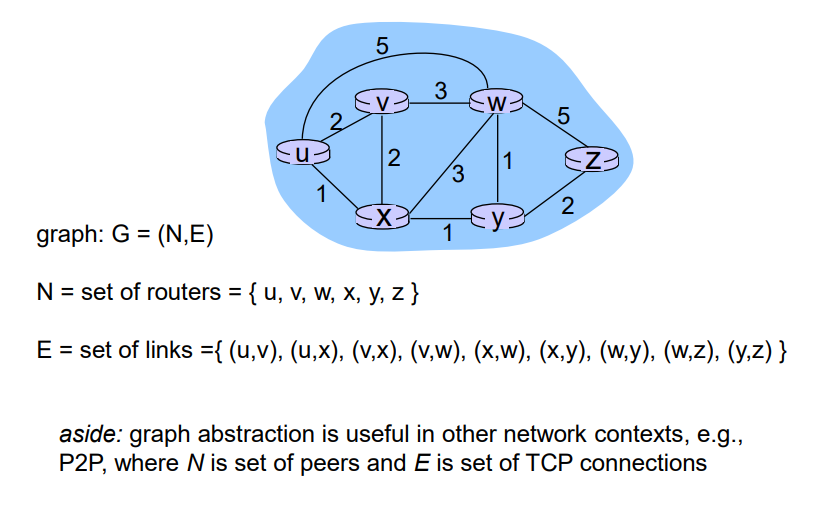 5
v
3
w
2
5
u
2
3
1
z
1
x
y
2
1
graph: G = (N,E)
N = set of routers = { u, v, w, x, y, z }
E = set of links ={ (u,v), (u,x), (v,x), (v,w), (x,w), (x,y), (w,y), (w,z), (y,z) }
aside: graph abstraction is useful in other network contexts, e.g.,
P2P, where N is set of peers and E is set of TCP connections